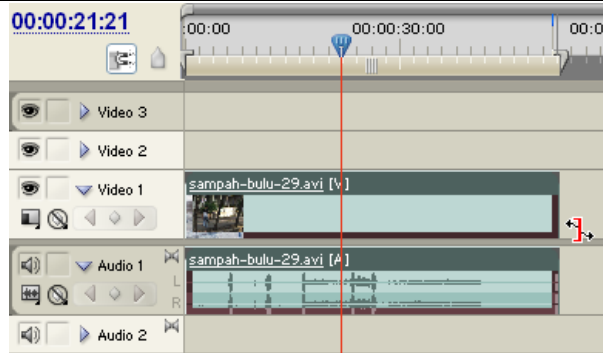 00:00:21:21
:00:00
00:00:30:00
00:0
Video 3
Video 2
Video 1
sampah-bulu-29.avi [V]
Audio 1
sampah-bulu-29.avi [A]
L
R
Audio 2